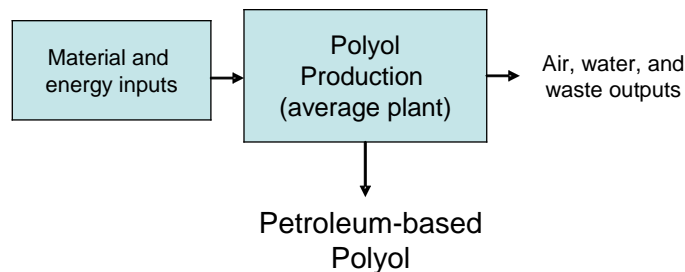 Material and
energy inputs
Polyol
Production
(average plant)
Air, water, and
waste outputs
Petroleum-based
Polyol